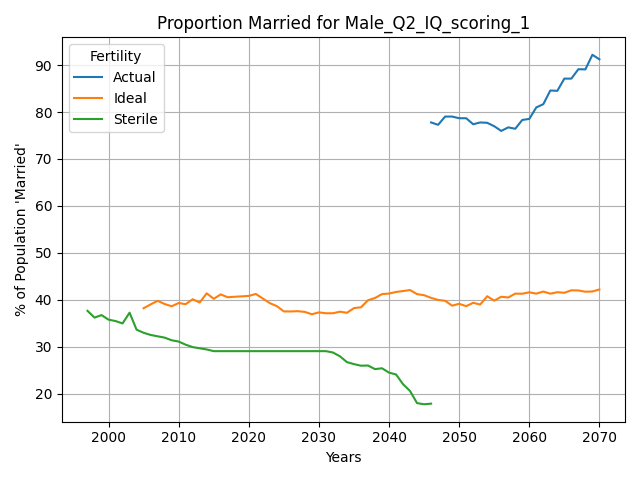 Proportion Married for Male_Q2_IQ_scoring_1
Fertility
Actual
Ideal
Sterile
% of Population 'Married'
90
80
70
60
50
40
30
20
2000 2010 2020 2030 2040 2050 2060 2070
Years